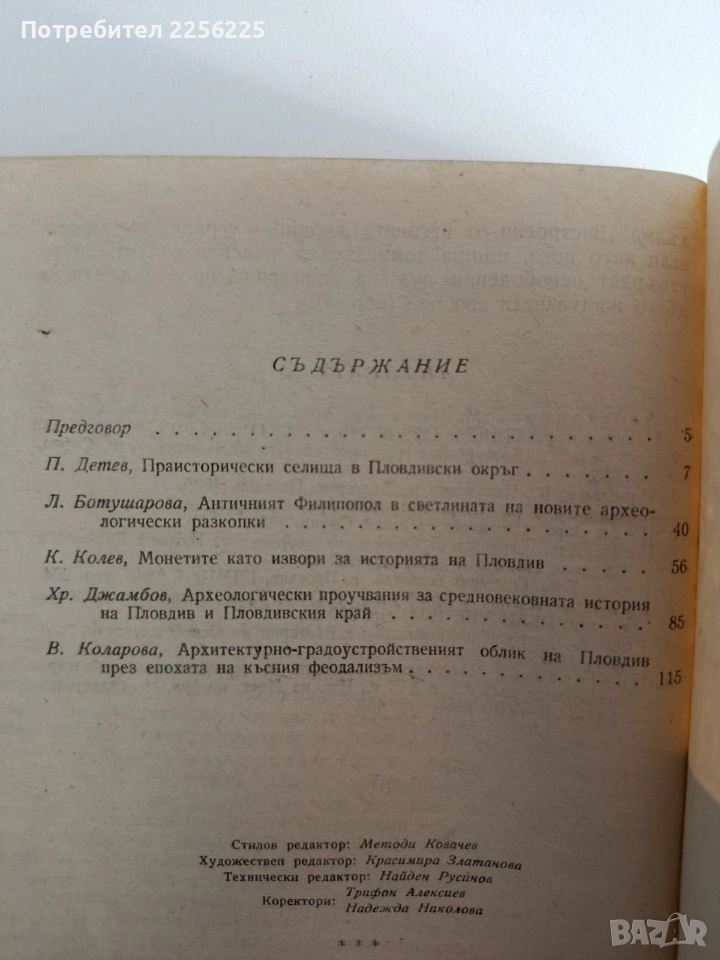 Потребител 2256225
СЪДЪРЖАНИЕ
Предговор . . . . . . . . . . . . . . . . . . . . . . . . 5
П. Детев, Праисторически селища в Пловдивски окръг . . . . . . . 7
Л. Ботушарова, Античният Филипопол в светлината на новите архео-
логически разкопки . . . . . . . . . . . . . . . . . . 40
К. Колев, Монетите като извори за историята на Пловдив . . . . . 56
Хр. Джамбов, Археологически проучвания за средновековната история
на Пловдив и Пловдивския край . . . . . . . . . . . . . . 85
В. Коларова, Архитектурно-градоустройственият облик на Пловдив
през епохата на късния феодализъм . . . . . . . . . . . . 115
Стилов редактор: Методи Ковачев
Художествен редактор: Красимира Златанова
Технически редактор: Найден Русинов
Коректори: Трифон Алексиев
Надежда Николова
* * *
BAZAR